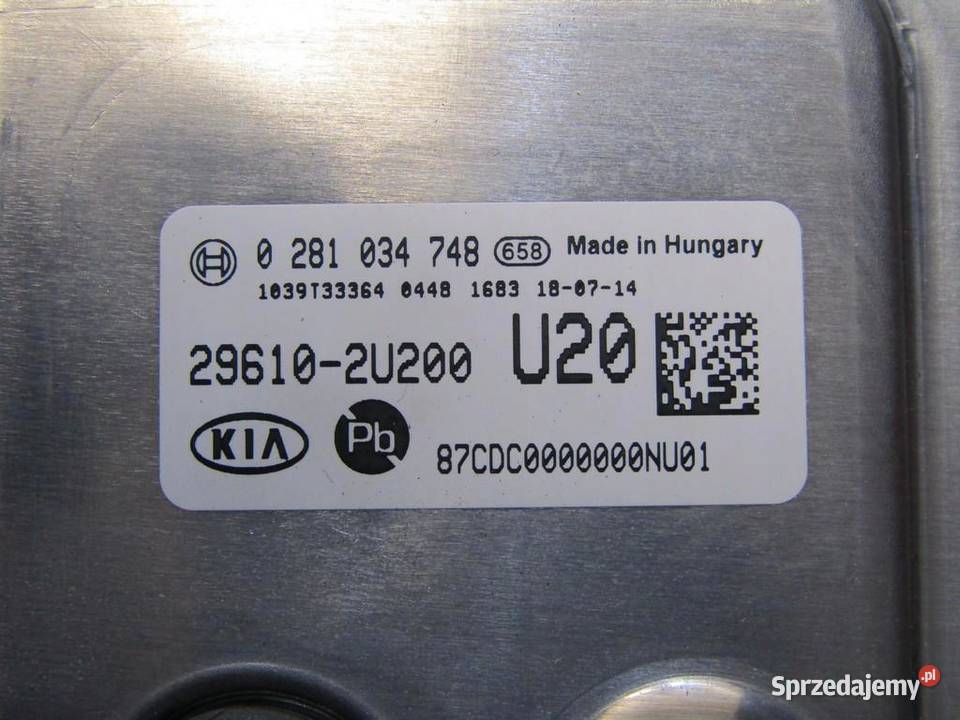 0 281 034 748 658 Made in Hungary
1039T33364 0448 1683 18-07-14
29610-2U200 U20
KIA Pb 87CDC0000000NU01
Sprzedajemy.pl